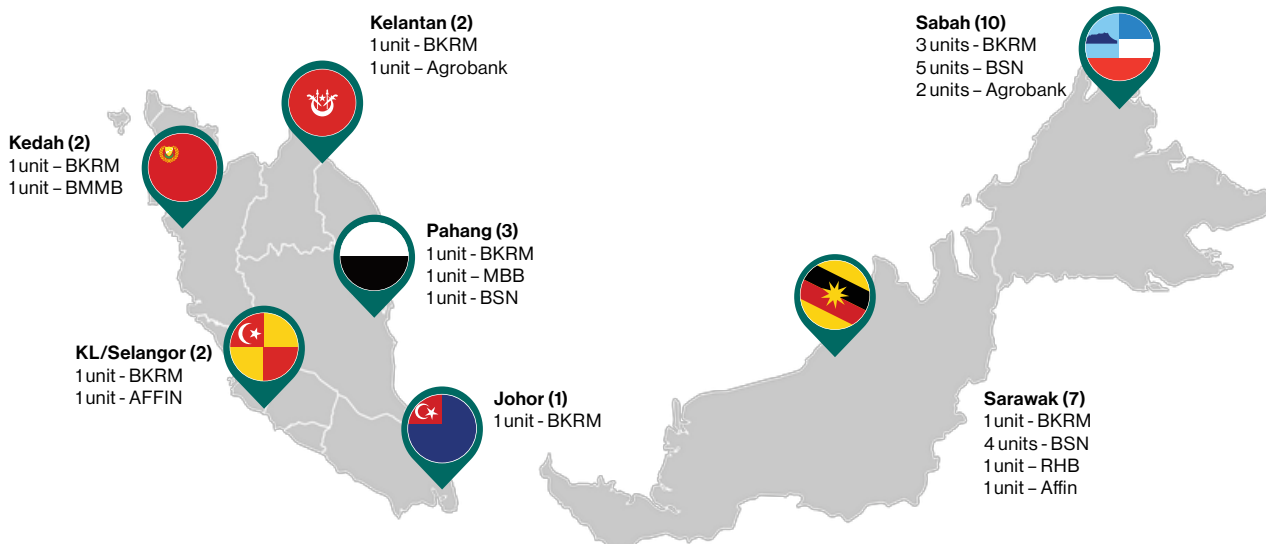 Kelantan (2)
1 unit - BKRM
1 unit – Agrobank
Sabah (10)
3 units - BKRM
5 units – BSN
2 units – Agrobank
Kedah (2)
1 unit – BKRM
1 unit – BMMB
Pahang (3)
1 unit - BKRM
1 unit – MBB
1 unit - BSN
KL/Selangor (2)
1 unit - BKRM
1 unit - AFFIN
Johor (1)
1 unit - BKRM
Sarawak (7)
1 unit - BKRM
4 units - BSN
1 unit – RHB
1 unit – Affin